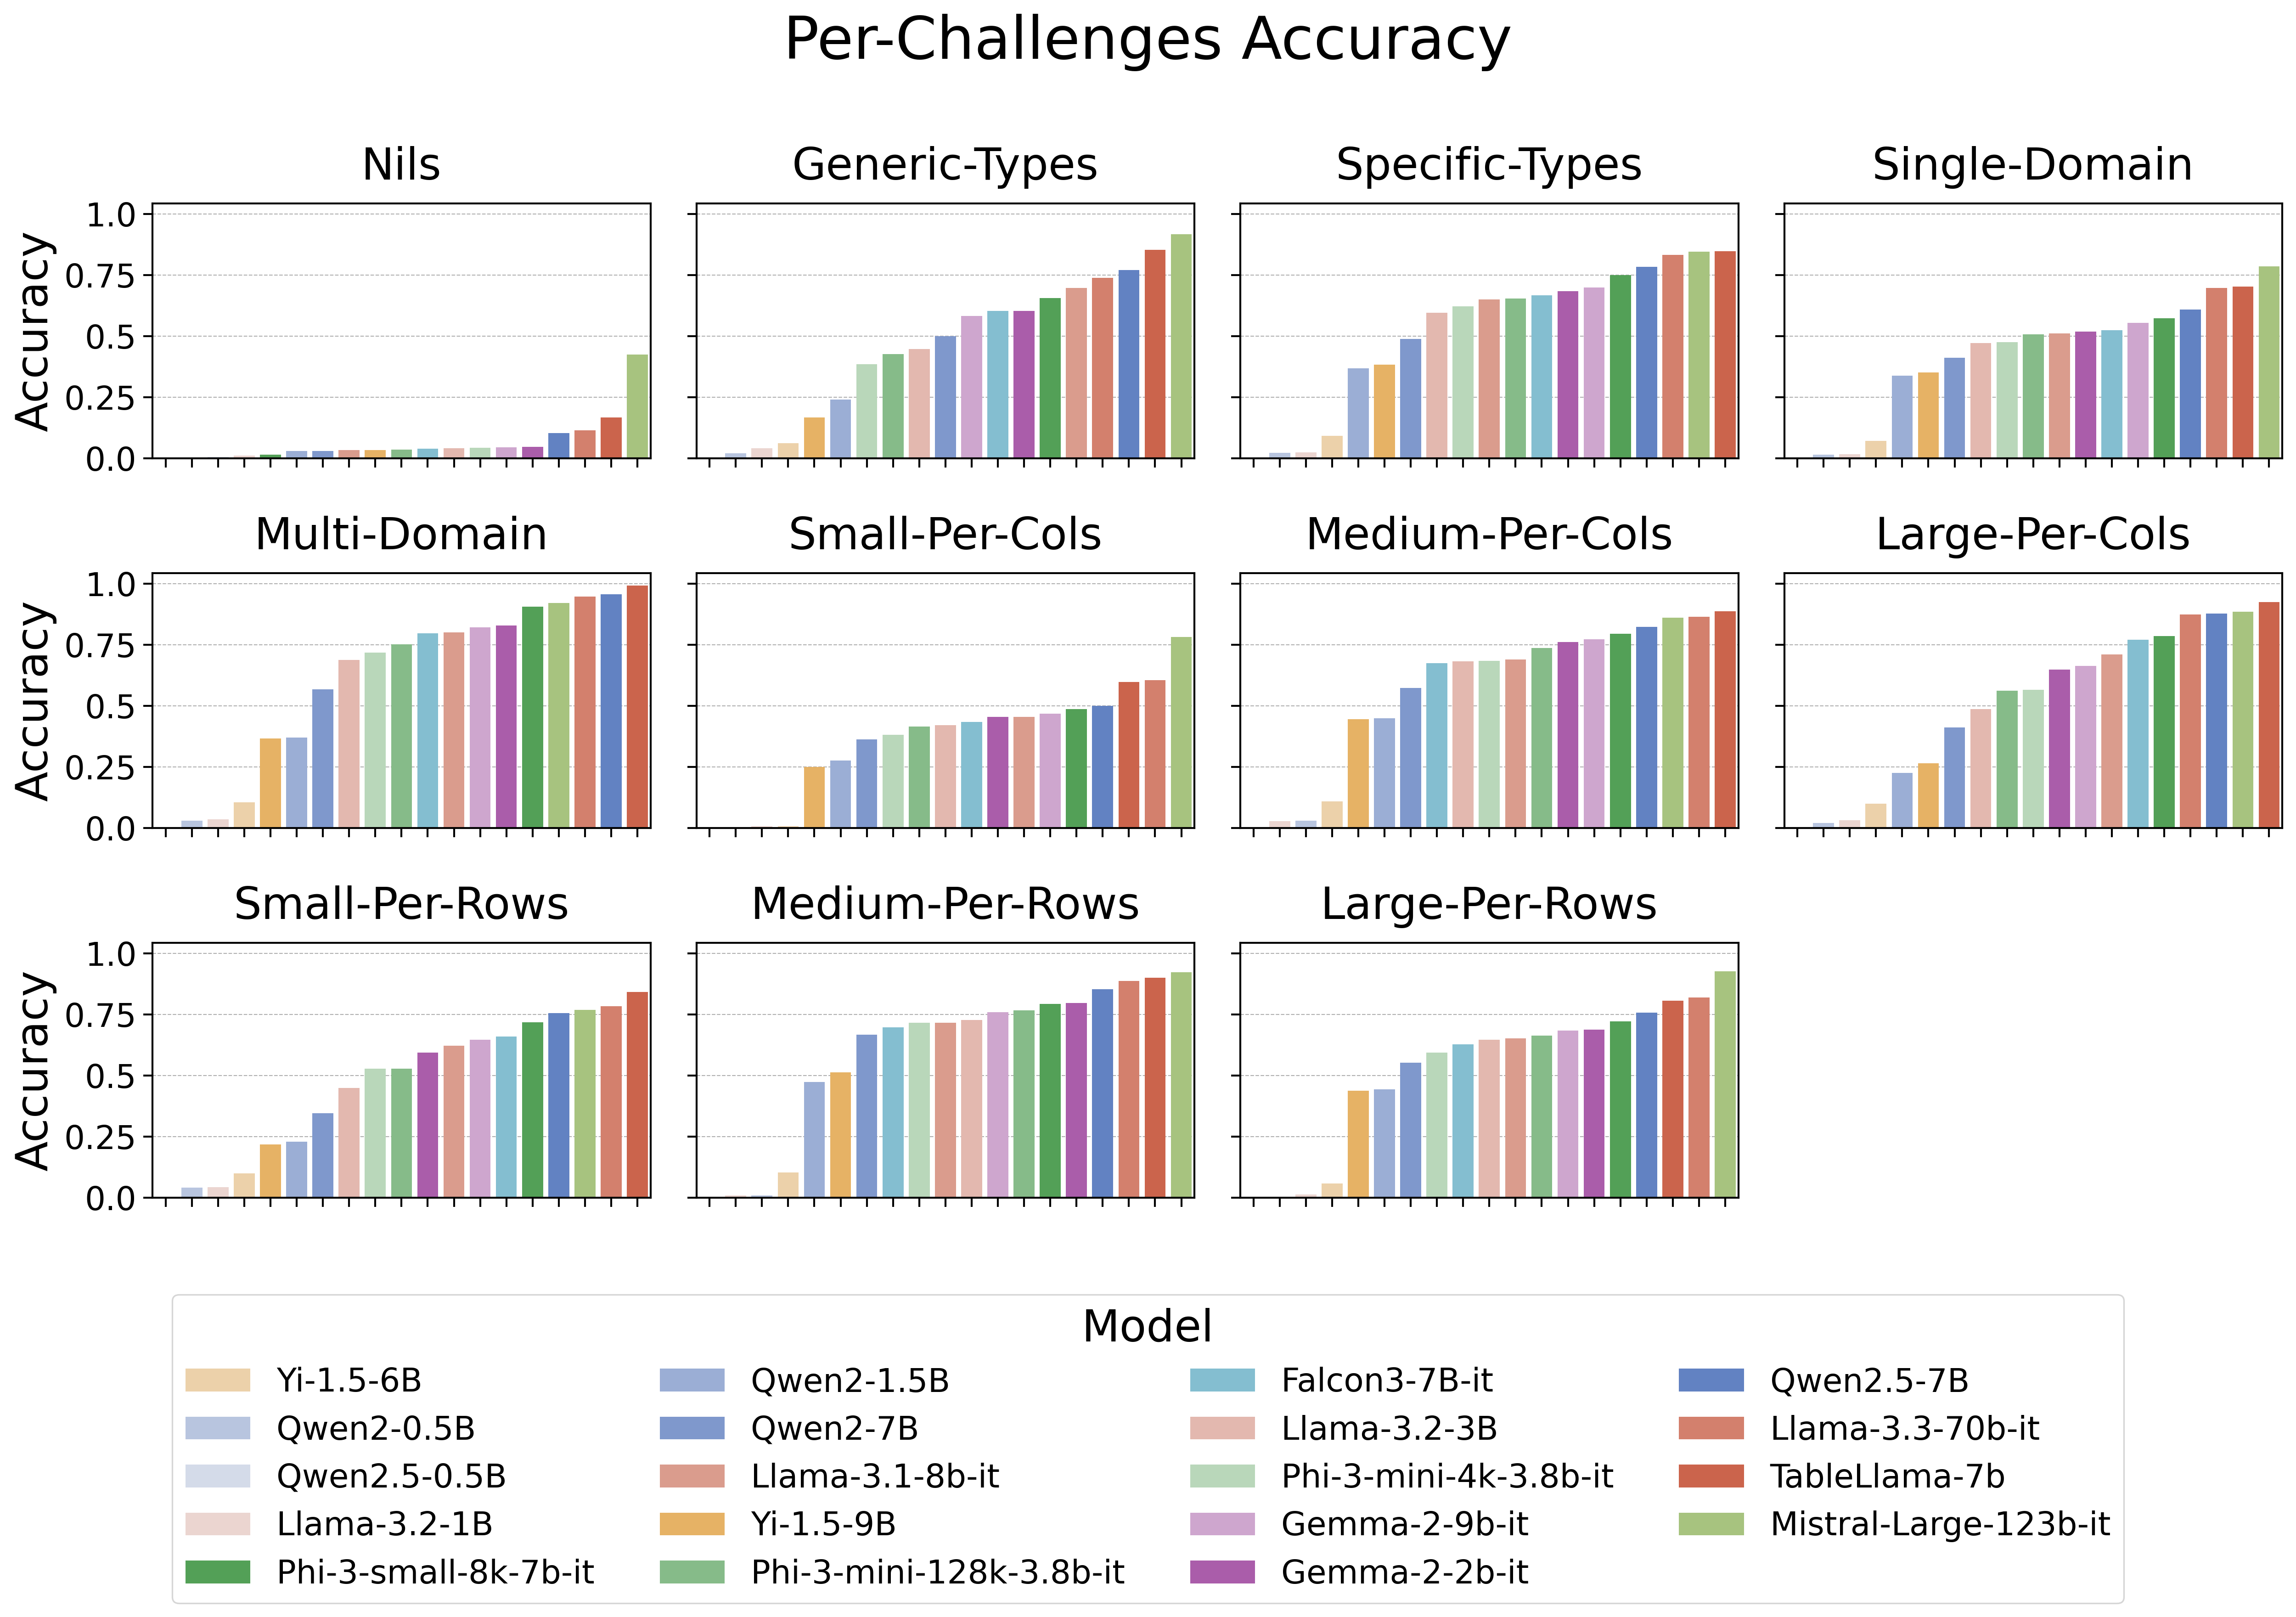 Per-Challenges Accuracy
Nils
Generic-Types
Specific-Types
Single-Domain
Accuracy
1.0
0.75
0.5
0.25
0.0
Multi-Domain
Small-Per-Cols
Medium-Per-Cols
Large-Per-Cols
Accuracy
1.0
0.75
0.5
0.25
0.0
Small-Per-Rows
Medium-Per-Rows
Large-Per-Rows
Accuracy
1.0
0.75
0.5
0.25
0.0
Model
Yi-1.5-6B
Qwen2-0.5B
Qwen2.5-0.5B
Llama-3.2-1B
Phi-3-small-8k-7b-it
Qwen2-1.5B
Qwen2-7B
Llama-3.1-8b-it
Yi-1.5-9B
Phi-3-mini-128k-3.8b-it
Falcon3-7B-it
Llama-3.2-3B
Phi-3-mini-4k-3.8b-it
Gemma-2-9b-it
Gemma-2-2b-it
Qwen2.5-7B
Llama-3.3-70b-it
TableLlama-7b
Mistral-Large-123b-it